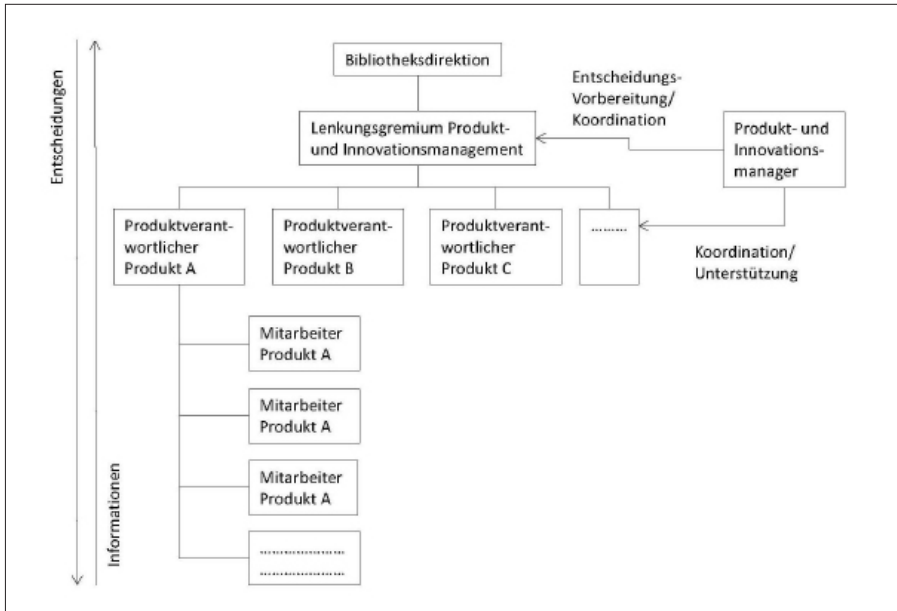 Entscheidungen
Informationen
Bibliotheksdirektion
Lenkungsgremium Produkt-
und Innovationsmanagement
Entscheidungs-
Vorbereitung/
Koordination
Produkt- und
Innovations-
manager
Produktverant-
wortlicher
Produkt A
Produktverant-
wortlicher
Produkt B
Produktverant-
wortlicher
Produkt C
.........
Koordination/
Unterstützung
Mitarbeiter
Produkt A
Mitarbeiter
Produkt A
Mitarbeiter
Produkt A
.....................
.....................